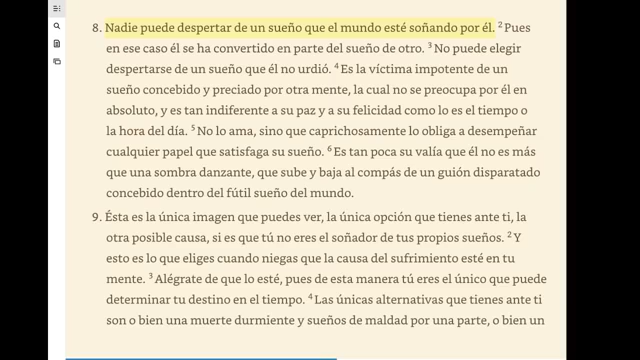 8. Nadie puede despertar de un sueño que el mundo esté soñando por él. ² Pues
en ese caso él se ha convertido en parte del sueño de otro. ³ No puede elegir
despertarse de un sueño que él no urdió. ⁴ Es la víctima impotente de un
sueño concebido y preciado por otra mente, la cual no se preocupa por él en
absoluto, y es tan indiferente a su paz y a su felicidad como lo es el tiempo o
la hora del día. ⁵ No lo ama, sino que caprichosamente lo obliga a desempeñar
cualquier papel que satisfaga su sueño. ⁶ Es tan poca su valía que él no es más
que una sombra danzante, que sube y baja al compás de un guión disparatado
concebido dentro del fútil sueño del mundo.
9. Ésta es la única imagen que puedes ver, la única opción que tienes ante ti, la
otra posible causa, si es que tú no eres el soñador de tus propios sueños. ² Y
esto es lo que eliges cuando niegas que la causa del sufrimiento esté en tu
mente. ³ Alégrate de que lo esté, pues de esta manera tú eres el único que puede
determinar tu destino en el tiempo. ⁴ Las únicas alternativas que tienes ante ti
son o bien una muerte durmiente y sueños de maldad por una parte, o bien un